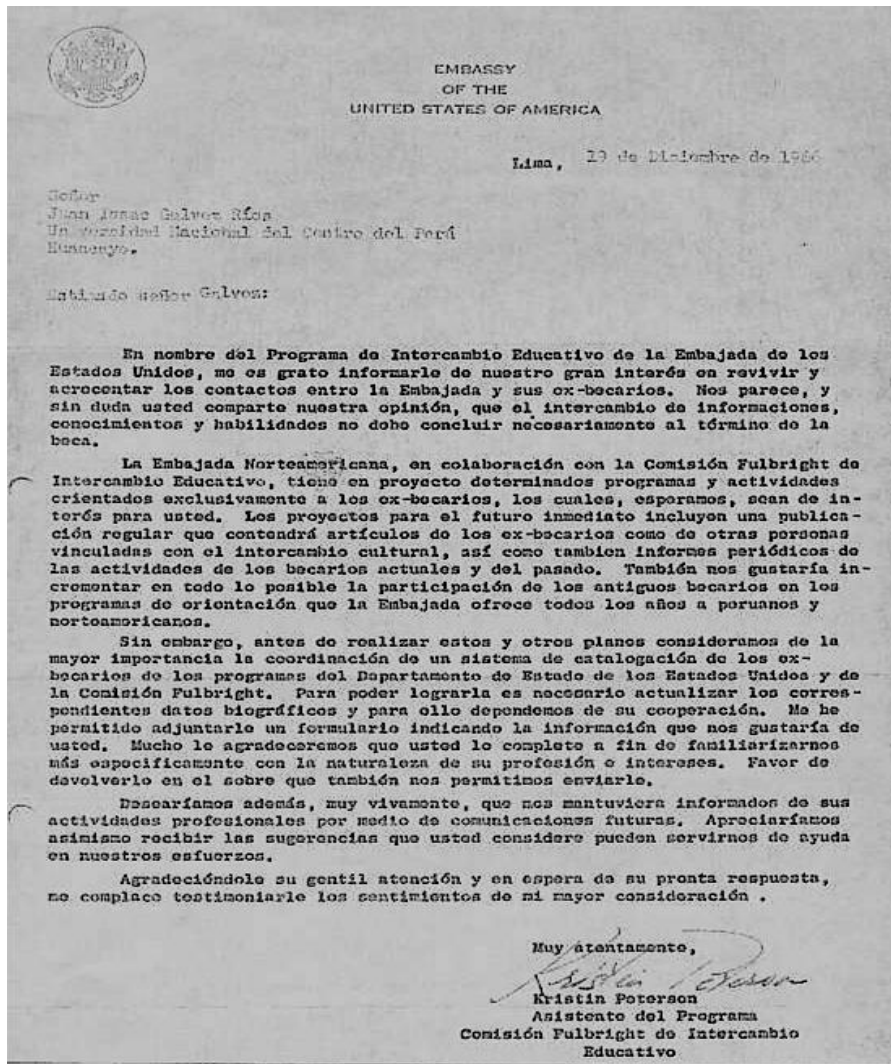 EMBASSY
OF THE
UNITED STATES OF AMERICA
Lima, 19 de Diciembre de 1966
Señor
Juan Isaac Galvez Ríos
Universidad Nacional del Centro del Perú
Huancayo.
Estimado señor Galvez:
En nombre del Programa de Intercambio Educativo de la Embajada de los
Estados Unidos, me es grato informarle de nuestro gran interés en revivir y
acrecentar los contactos entre la Embajada y sus ex-becarios. Nos parece, y
sin duda usted comparte nuestra opinión, que el intercambio de informaciones,
conocimientos y habilidades no debe concluir necesariamente al término de la
beca.
La Embajada Norteamericana, en colaboración con la Comisión Fulbright de
Intercambio Educativo, tiene en proyecto determinados programas y actividades
orientados exclusivamente a los ex-becarios, los cuales, esperamos, sean de in-
terés para usted. Los proyectos para el futuro inmediato incluyen una publica-
ción regular que contendrá artículos de los ex-becarios como de otras personas
vinculadas con el intercambio cultural, así como tambien informes periódicos de
las actividades de los becarios actuales y del pasado. También nos gustaría in-
crementar en todo lo posible la participación de los antiguos becarios en los
programas de orientación que la Embajada ofrece todos los años a peruanos y
norteamericanos.
Sin embargo, antes de realizar estos y otros planes consideramos de la
mayor importancia la coordinación de un sistema de catalogación de los ex-
becarios de los programas del Departamento de Estado de los Estados Unidos y de
la Comisión Fulbright. Para poder lograrla es necesario actualizar los corres-
pondientes datos biográficos y para ello dependemos de su cooperación. Me he
permitido adjuntarle un formulario indicando la información que nos gustaría de
usted. Mucho le agradeceremos que usted lo complete a fin de familiarizarnos
más especificamente con la naturaleza de su profesión e intereses. Favor de
devolverlo en el sobre que también nos permitimos enviarle.
Desearíamos además, muy vivamente, que nos mantuviera informados de sus
actividades profesionales por medio de comunicaciones futuras. Apreciaríamos
asimismo recibir las sugerencias que usted considere pueden servirnos de ayuda
en nuestros esfuerzos.
Agradeciéndole su gentil atención y en espera de su pronta respuesta,
me complace testimoniarle los sentimientos de mi mayor consideración .
Muy atentamente,
Kristin Peterson
Kristin Peterson
Asistente del Programa
Comisión Fulbright de Intercambio
Educativo